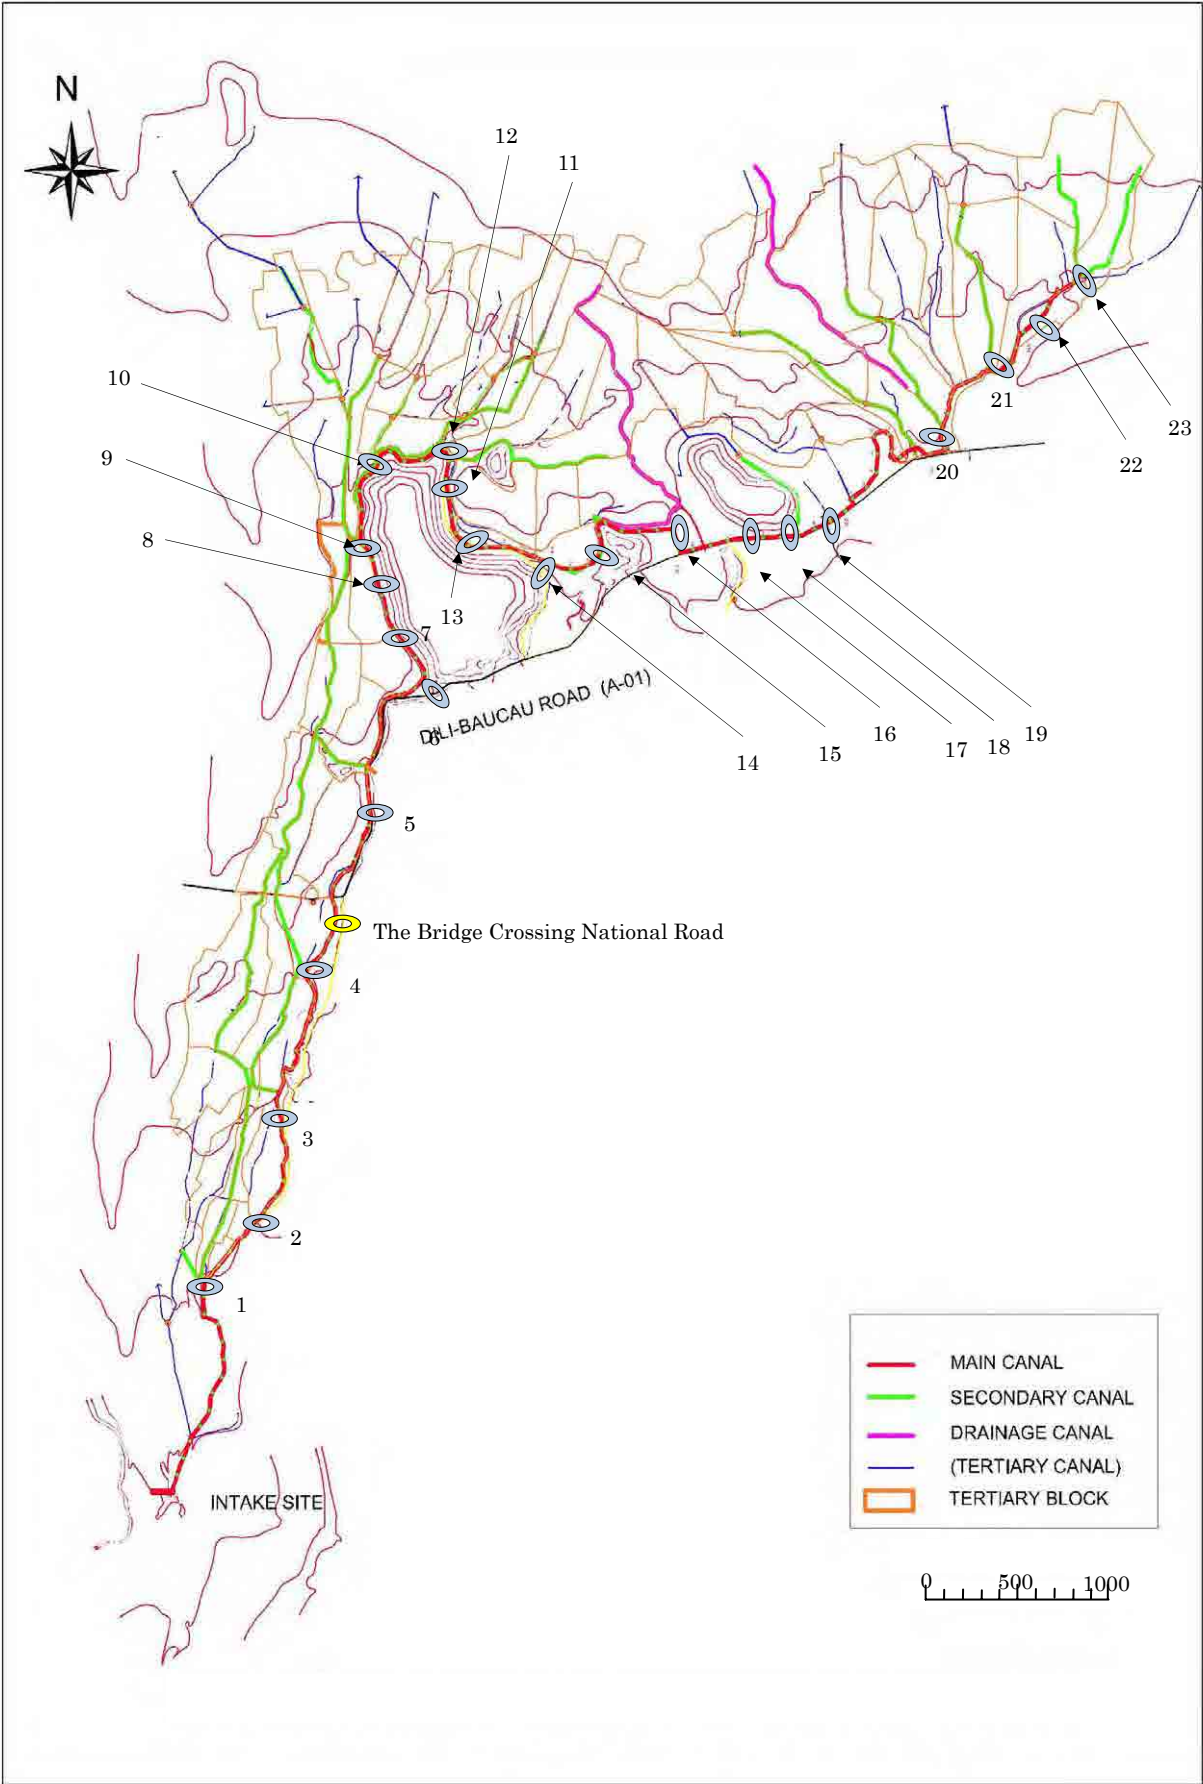 N
12
11
10
9
8
13
7
6
DILI-BAUCAU ROAD (A-01)
14
15
16
17
18
19
20
21
22
23
5
The Bridge Crossing National Road
4
3
2
1
INTAKE SITE
MAIN CANAL
SECONDARY CANAL
DRAINAGE CANAL
(TERTIARY CANAL)
TERTIARY BLOCK
0 500 1000